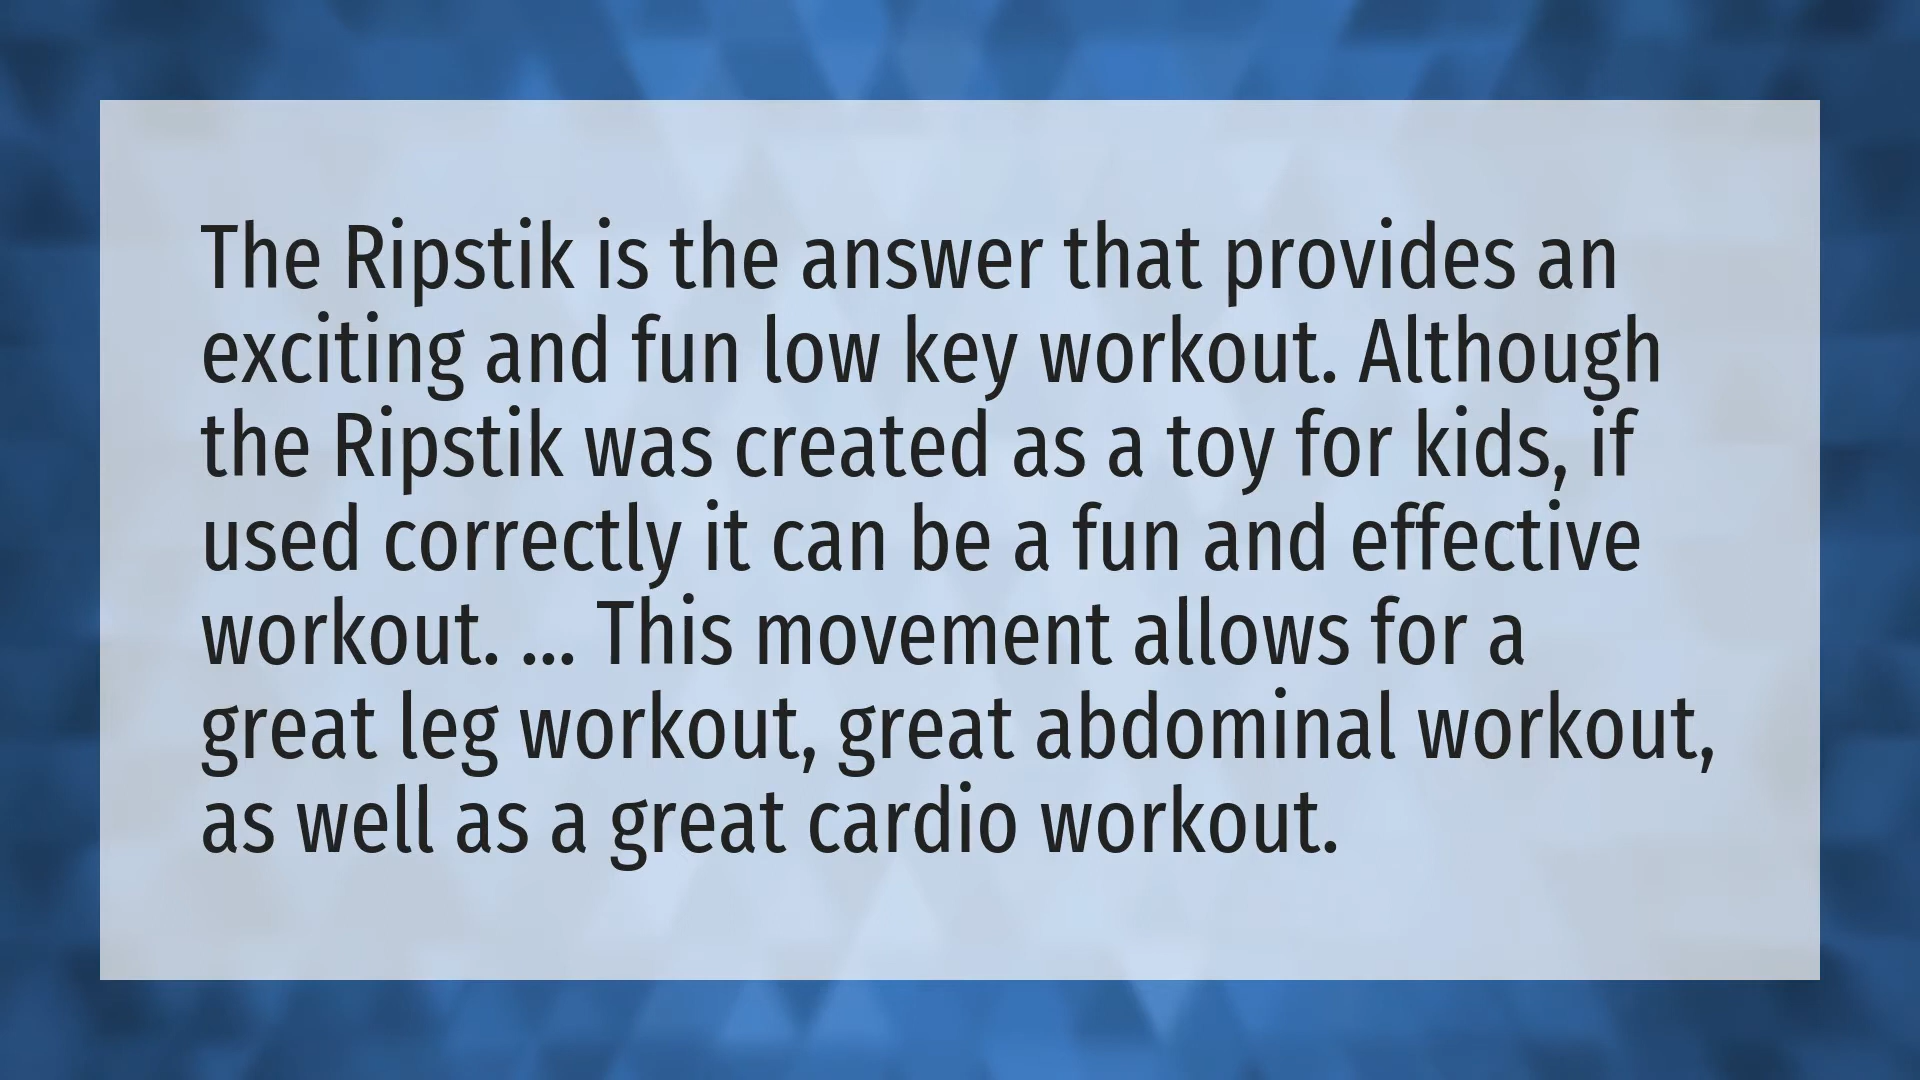 The Ripstik is the answer that provides an
exciting and fun low key workout. Although
the Ripstik was created as a toy for kids, if
used correctly it can be a fun and effective
workout. ... This movement allows for a
great leg workout, great abdominal workout,
as well as a great cardio workout.